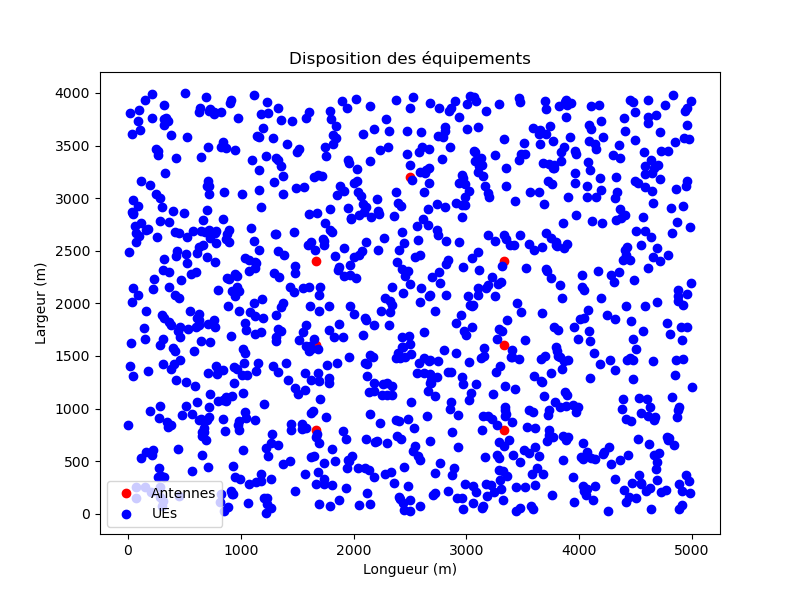 Disposition des équipements
4000
3500
3000
2500
2000
1500
1000
500
0
Largeur (m)
Antennes
UEs
0 1000 2000 3000 4000 5000
Longueur (m)